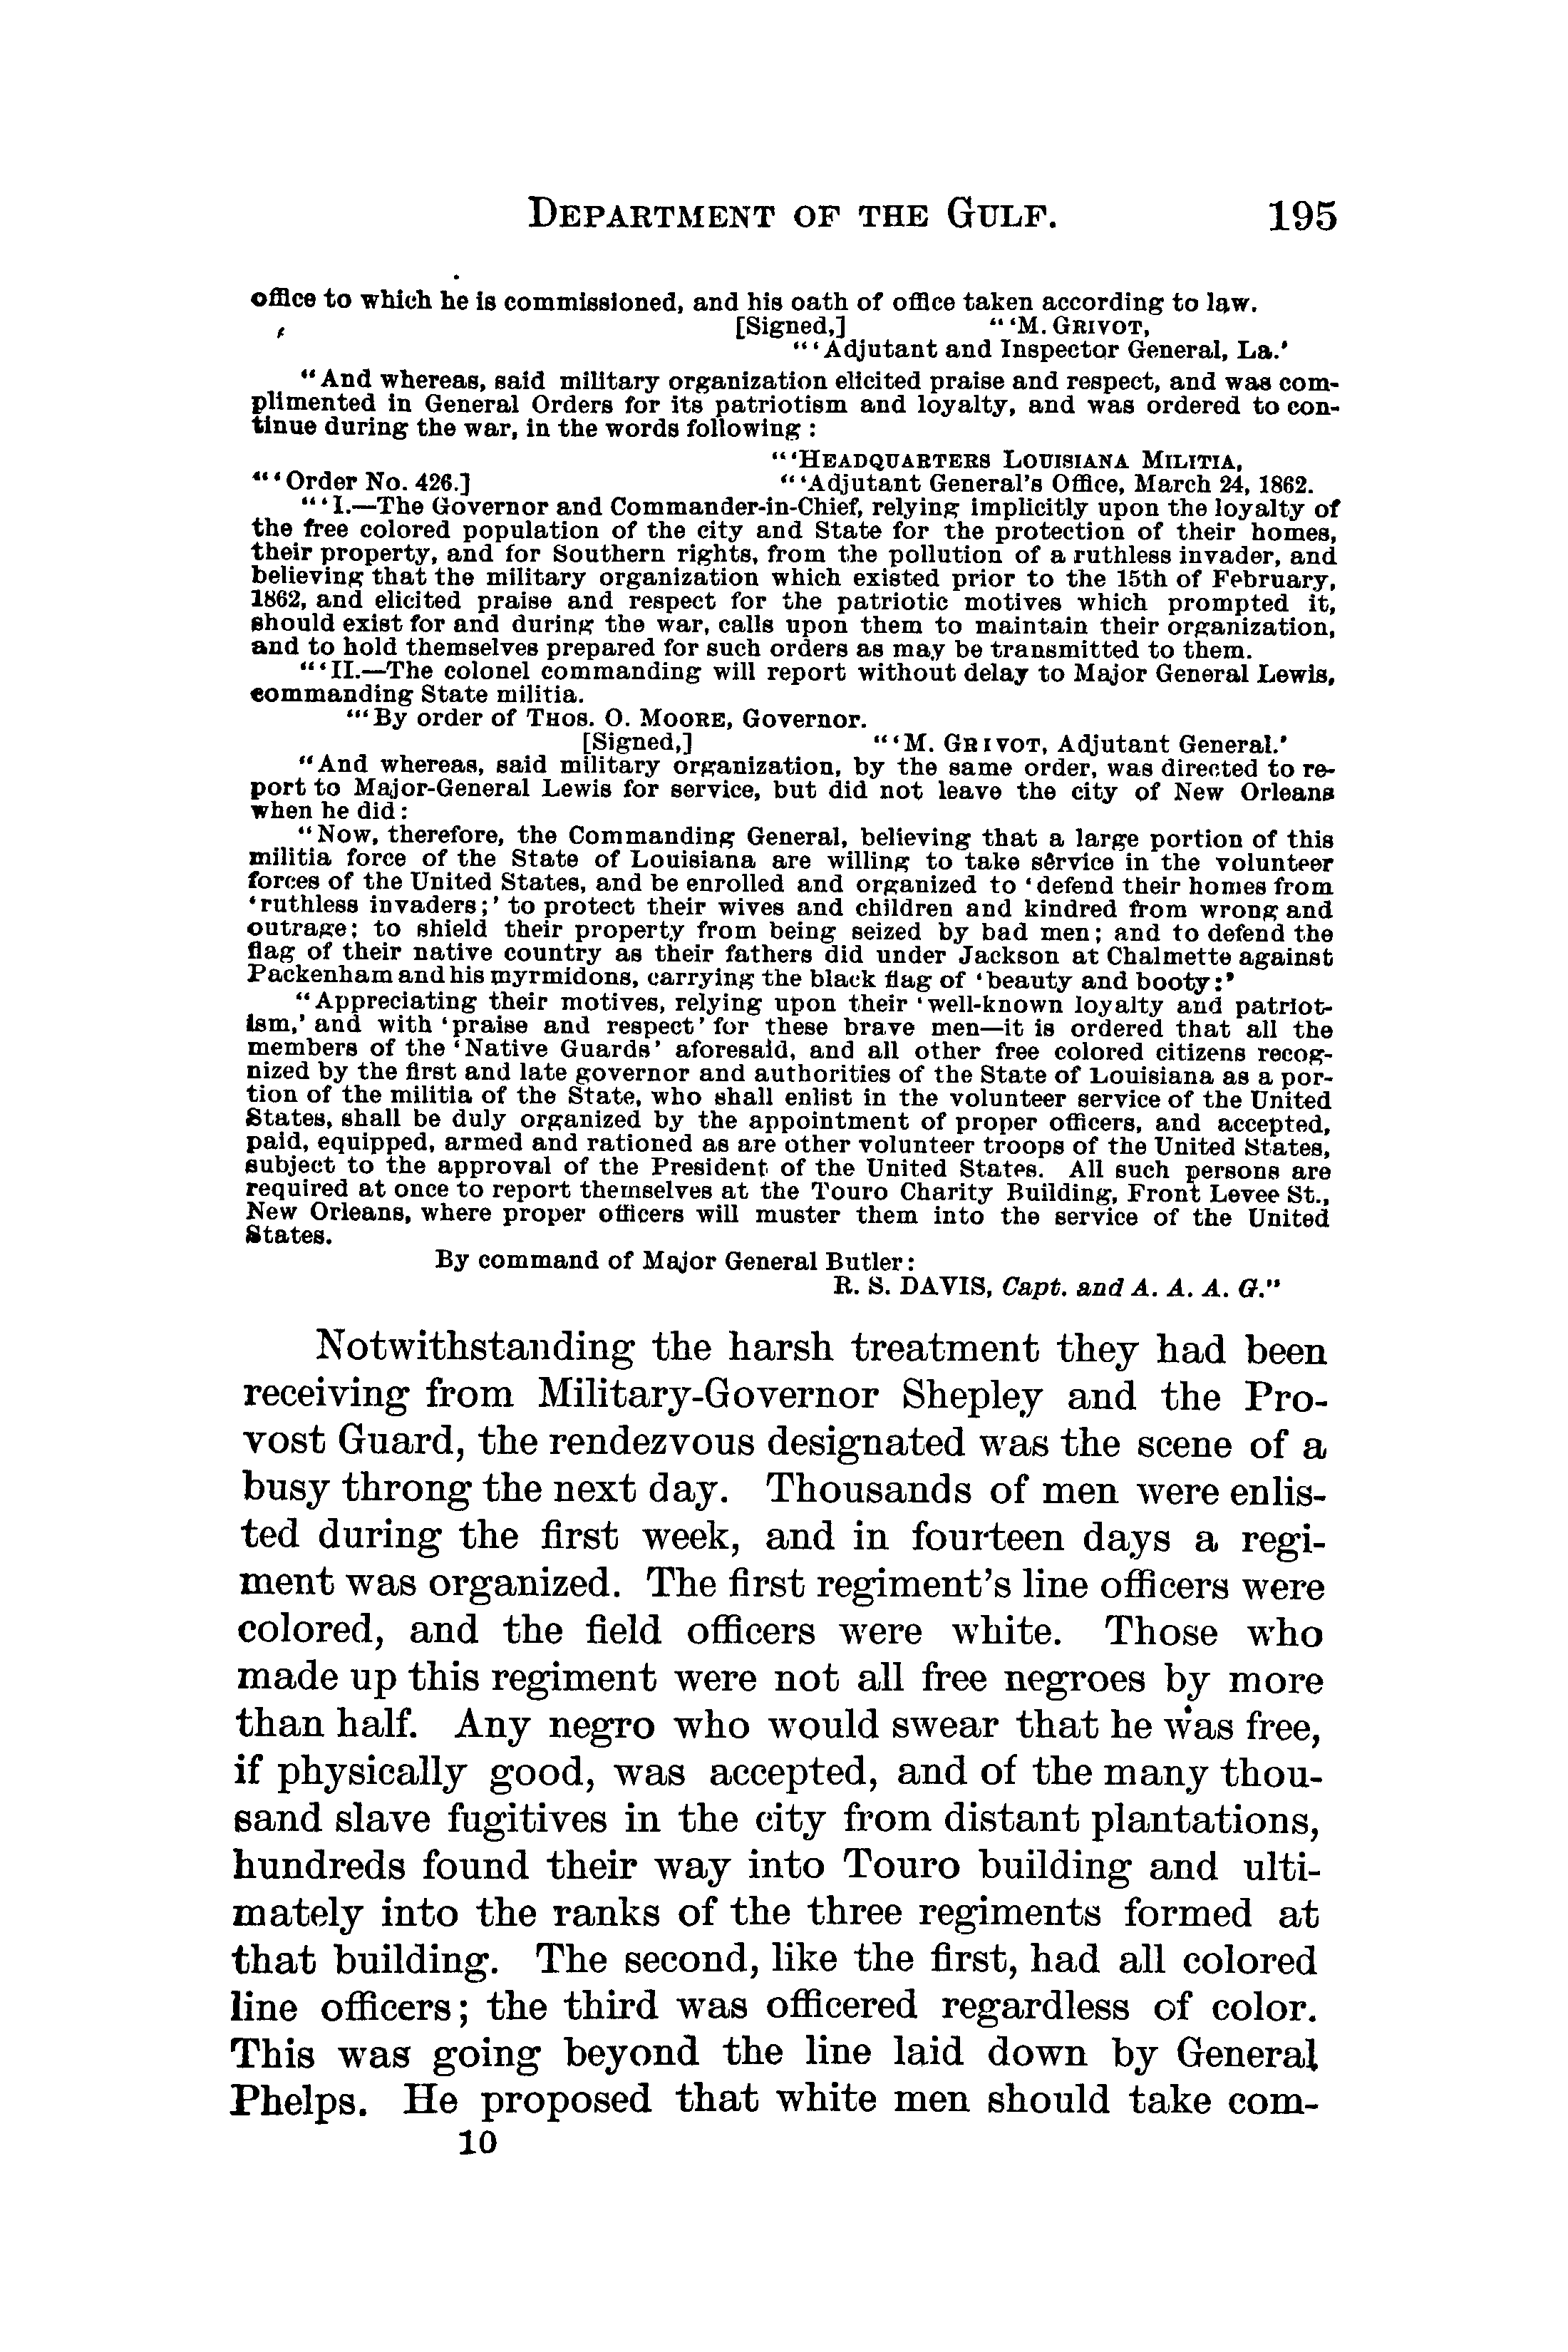 DEPARTMENT OF THE GULF. 195
office to which he is commissioned, and his oath of office taken according to law.
[Signed,] "'M. GRIVOT,
"'Adjutant and Inspector General, La.'
"And whereas, said military organization elicited praise and respect, and was com-
plimented in General Orders for its patriotism and loyalty, and was ordered to con-
tinue during the war, in the words following:
"'HEADQUARTERS LOUISIANA MILITIA,
"'Order No. 426.] "'Adjutant General's Office, March 24, 1862.
"'I.—The Governor and Commander-in-Chief, relying implicitly upon the loyalty of
the free colored population of the city and State for the protection of their homes,
their property, and for Southern rights, from the pollution of a ruthless invader, and
believing that the military organization which existed prior to the 15th of February,
1862, and elicited praise and respect for the patriotic motives which prompted it,
should exist for and during the war, calls upon them to maintain their organization,
and to hold themselves prepared for such orders as may be transmitted to them.
"'II.—The colonel commanding will report without delay to Major General Lewis,
commanding State militia.
"'By order of THOS. O. MOORE, Governor.
[Signed,] "'M. GRIVOT, Adjutant General.'
"And whereas, said military organization, by the same order, was directed to re-
port to Major-General Lewis for service, but did not leave the city of New Orleans
when he did:
"Now, therefore, the Commanding General, believing that a large portion of this
militia force of the State of Louisiana are willing to take service in the volunteer
forces of the United States, and be enrolled and organized to 'defend their homes from
'ruthless invaders;' to protect their wives and children and kindred from wrong and
outrage; to shield their property from being seized by bad men; and to defend the
flag of their native country as their fathers did under Jackson at Chalmette against
Packenham and his myrmidons, carrying the black flag of 'beauty and booty:'
"Appreciating their motives, relying upon their 'well-known loyalty and patriot-
ism,' and with 'praise and respect' for these brave men—it is ordered that all the
members of the 'Native Guards' aforesaid, and all other free colored citizens recog-
nized by the first and late governor and authorities of the State of Louisiana as a por-
tion of the militia of the State, who shall enlist in the volunteer service of the United
States, shall be duly organized by the appointment of proper officers, and accepted,
paid, equipped, armed and rationed as are other volunteer troops of the United States,
subject to the approval of the President of the United States. All such persons are
required at once to report themselves at the Touro Charity Building, Front Levee St.,
New Orleans, where proper officers will muster them into the service of the United
States.
By command of Major General Butler:
R. S. DAVIS, Capt. and A. A. A. G."
Notwithstanding the harsh treatment they had been
receiving from Military-Governor Shepley and the Pro-
vost Guard, the rendezvous designated was the scene of a
busy throng the next day. Thousands of men were enlis-
ted during the first week, and in fourteen days a regi-
ment was organized. The first regiment's line officers were
colored, and the field officers were white. Those who
made up this regiment were not all free negroes by more
than half. Any negro who would swear that he was free,
if physically good, was accepted, and of the many thou-
sand slave fugitives in the city from distant plantations,
hundreds found their way into Touro building and ulti-
mately into the ranks of the three regiments formed at
that building. The second, like the first, had all colored
line officers; the third was officered regardless of color.
This was going beyond the line laid down by General
Phelps. He proposed that white men should take com-
10